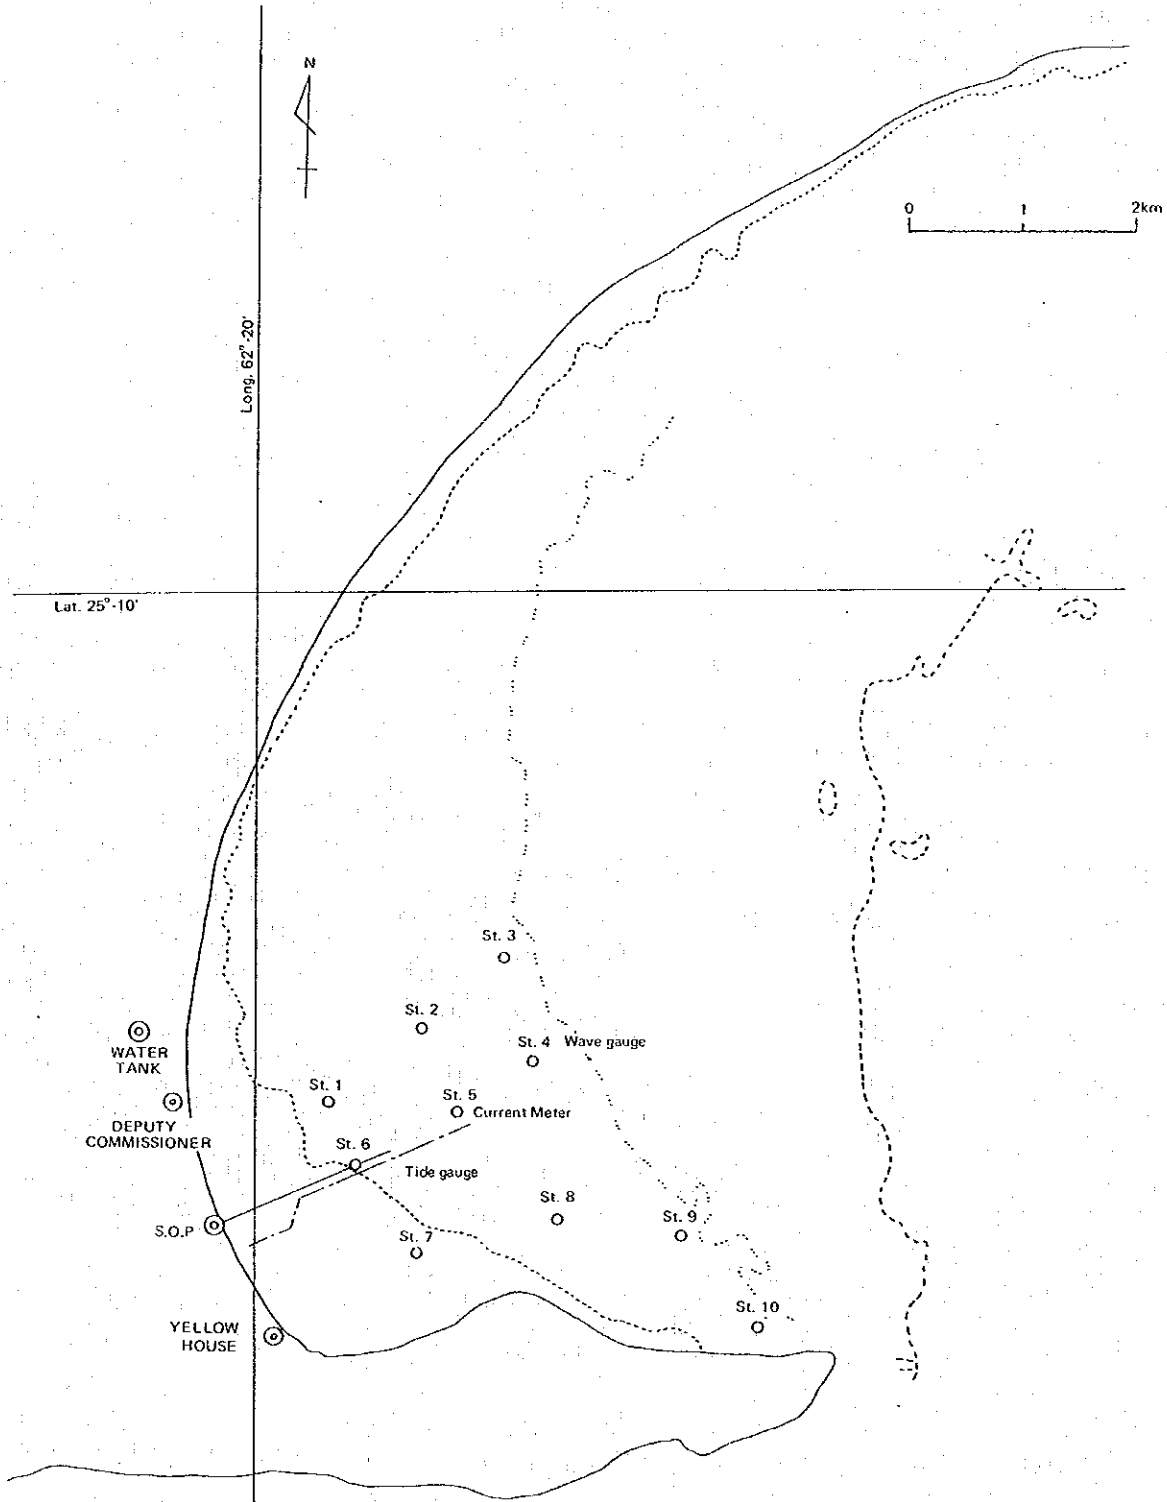 N
0 1 2km
Long. 62°-20'
Lat. 25°-10'
St. 3
St. 2
St. 4 Wave gauge
WATER
TANK
St. 1
St. 5
Current Meter
DEPUTY
COMMISSIONER
St. 6
Tide gauge
St. 8
St. 9
S.O.P
St. 7
St. 10
YELLOW
HOUSE